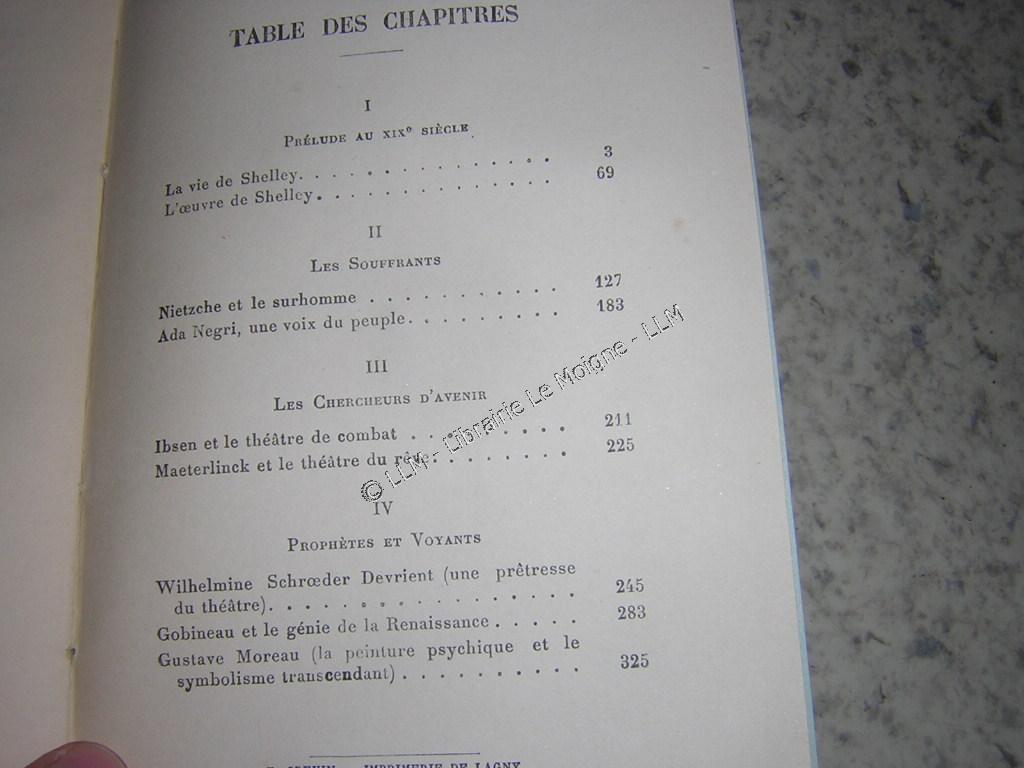 TABLE DES CHAPITRES
I
PRÉLUDE AU XIXe SIÈCLE
La vie de Shelley. . . . . . . . . . . . . . . 3
L'œuvre de Shelley. . . . . . . . . . . . . . 69
II
LES SOUFFRANTS
Nietzche et le surhomme . . . . . . . . . . . 127
Ada Negri, une voix du peuple. . . . . . . . . 183
III
LES CHERCHEURS D'AVENIR
Ibsen et le théâtre de combat . . . . . . . . . 211
Maeterlinck et le théâtre du rêve. . . . . . . . 225
© LLM - Librairie Le Moigne - LLM
IV
PROPHÈTES ET VOYANTS
Wilhelmine Schrœder Devrient (une prêtresse
du théâtre). . . . . . . . . . . . . . . . . 245
Gobineau et le génie de la Renaissance . . . . . 283
Gustave Moreau (la peinture psychique et le
symbolisme transcendant) . . . . . . . . . . 325
IMPRIMERIE DE LAGNY